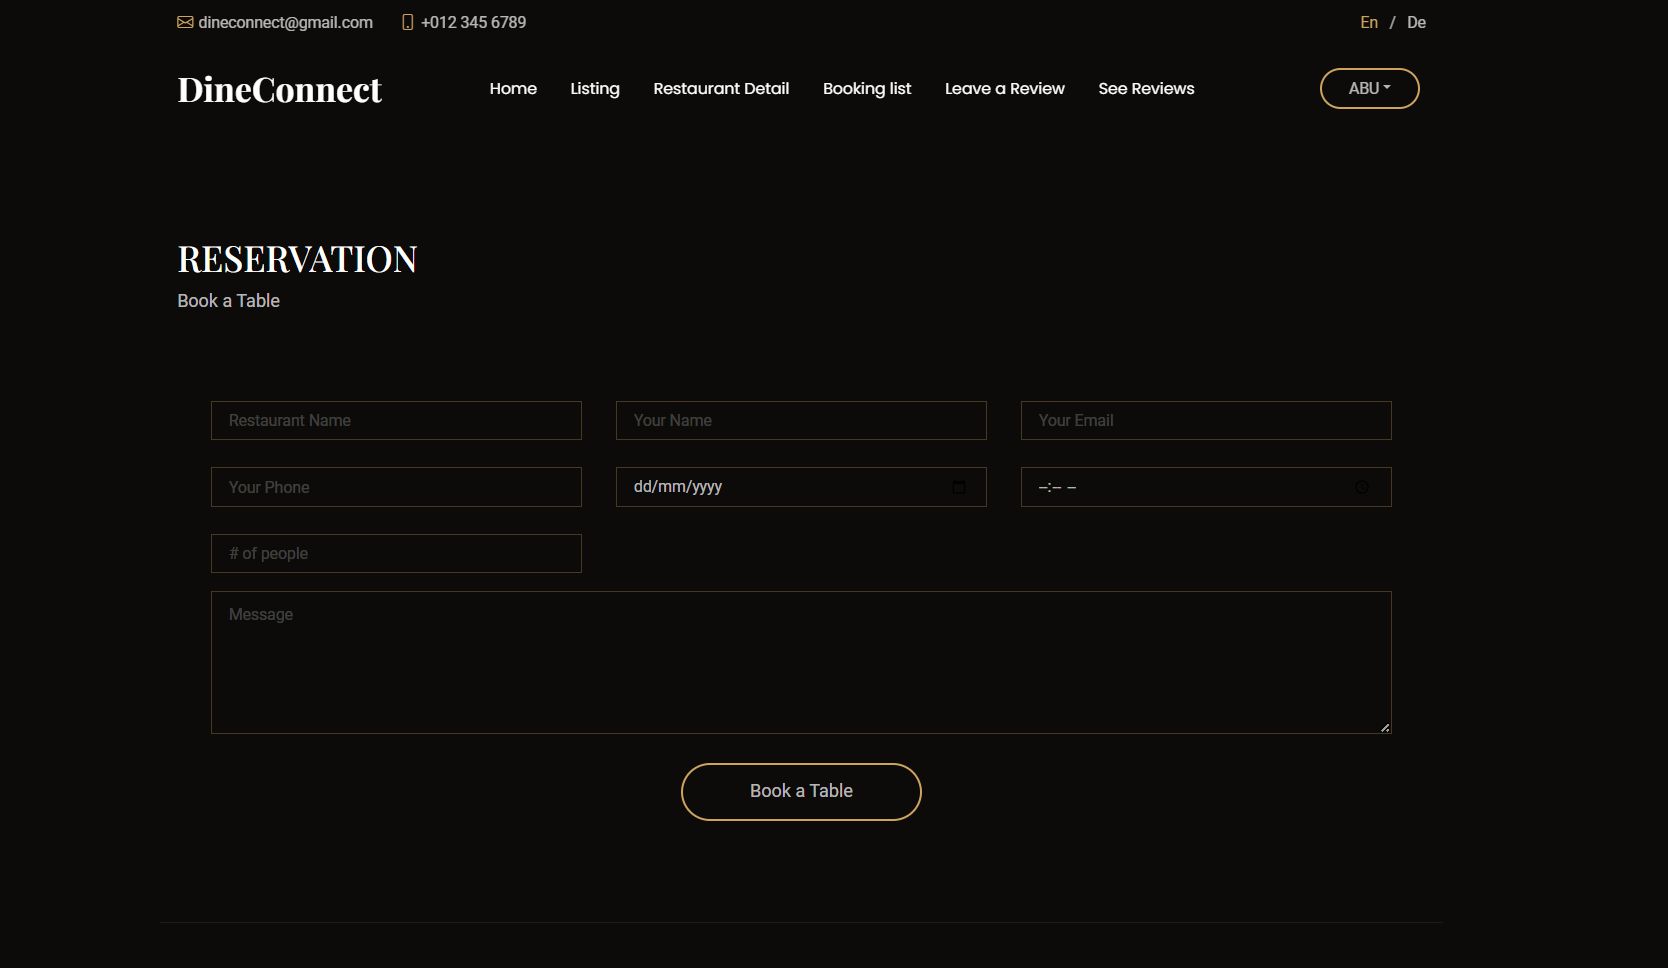 dineconnect@gmail.com +012 345 6789 En / De
DineConnect Home Listing Restaurant Detail Booking list Leave a Review See Reviews ABU
RESERVATION
Book a Table
Restaurant Name Your Name Your Email
Your Phone dd/mm/yyyy --:-- --
# of people
Message
Book a Table